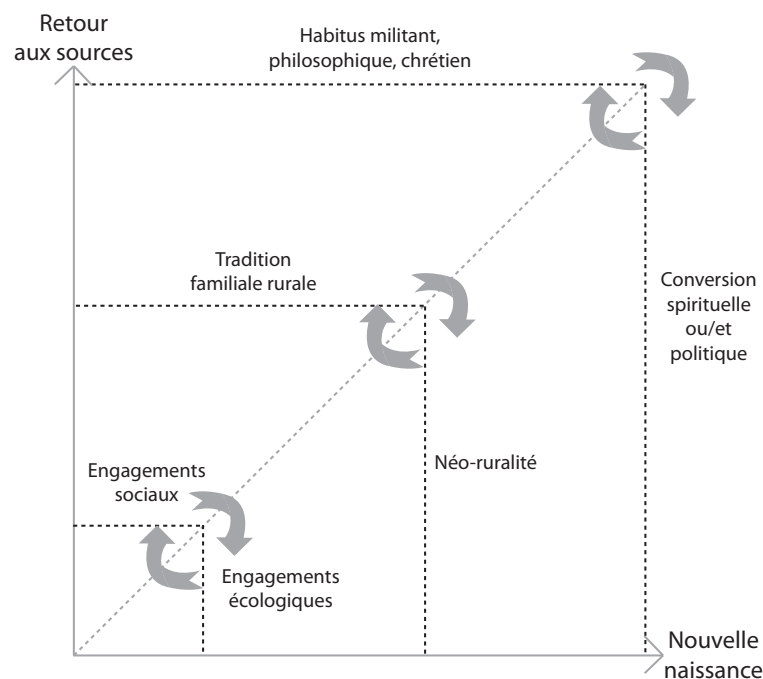 Retour
aux sources
Habitus militant,
philosophique, chrétien
Tradition
familiale rurale
Conversion
spirituelle
ou/et
politique
Néo-ruralité
Engagements
sociaux
Engagements
écologiques
Nouvelle
naissance